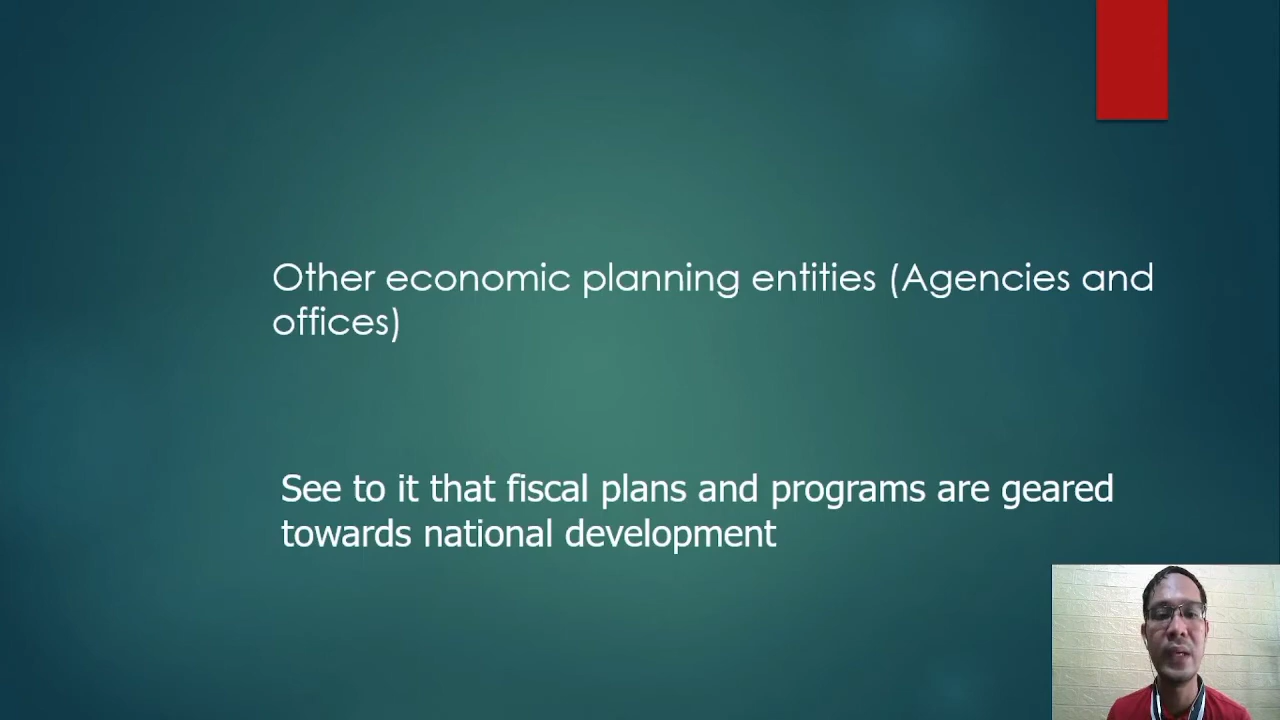 Other economic planning entities (Agencies and
offices)
See to it that fiscal plans and programs are geared
towards national development